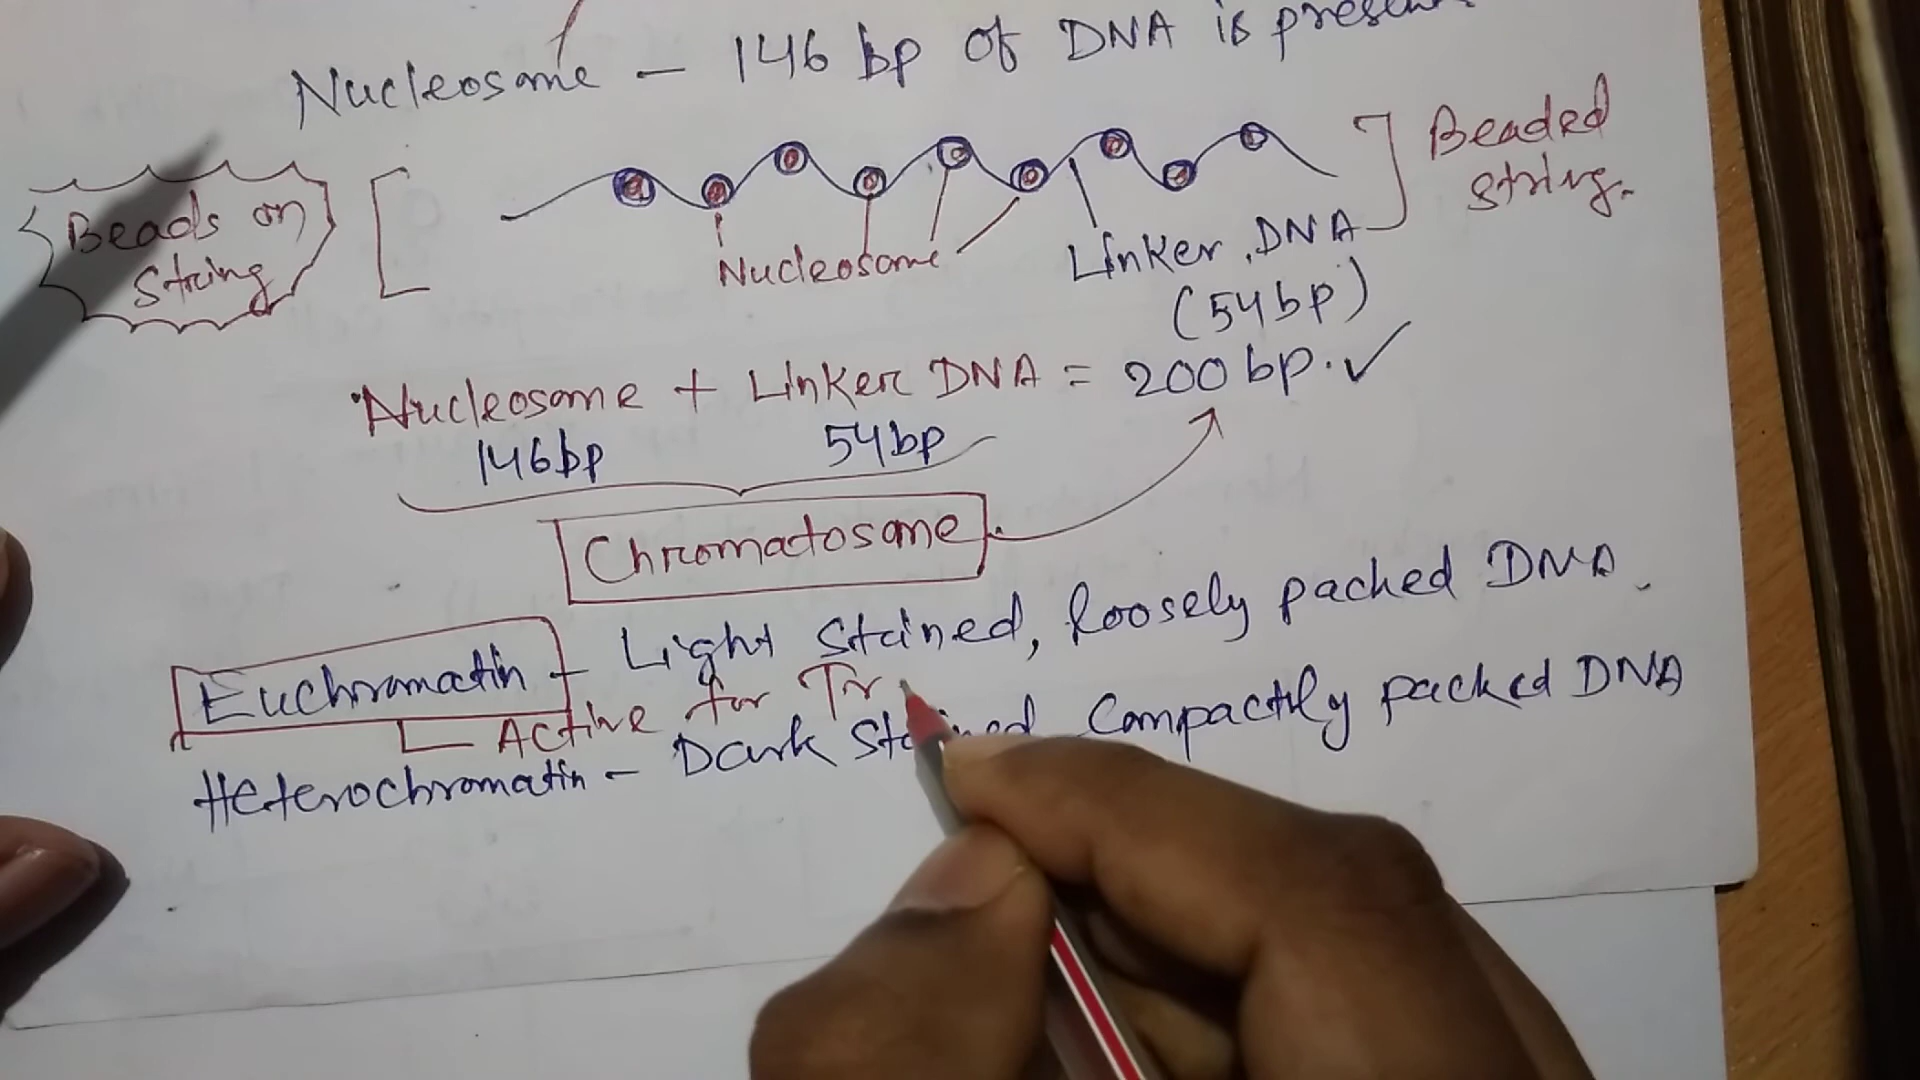 Nucleosome – 146 bp of DNA is
Beaded
string.
Beads on
string
Nucleosome
Linker DNA
(54bp)
Nucleosome + Linker DNA = 200 bp. ✓
146bp 54bp
Chromatosome
Euchromatin – Light stained, loosely packed DNA.
Active for Tr
Heterochromatin – Dark Compactly packed DNA